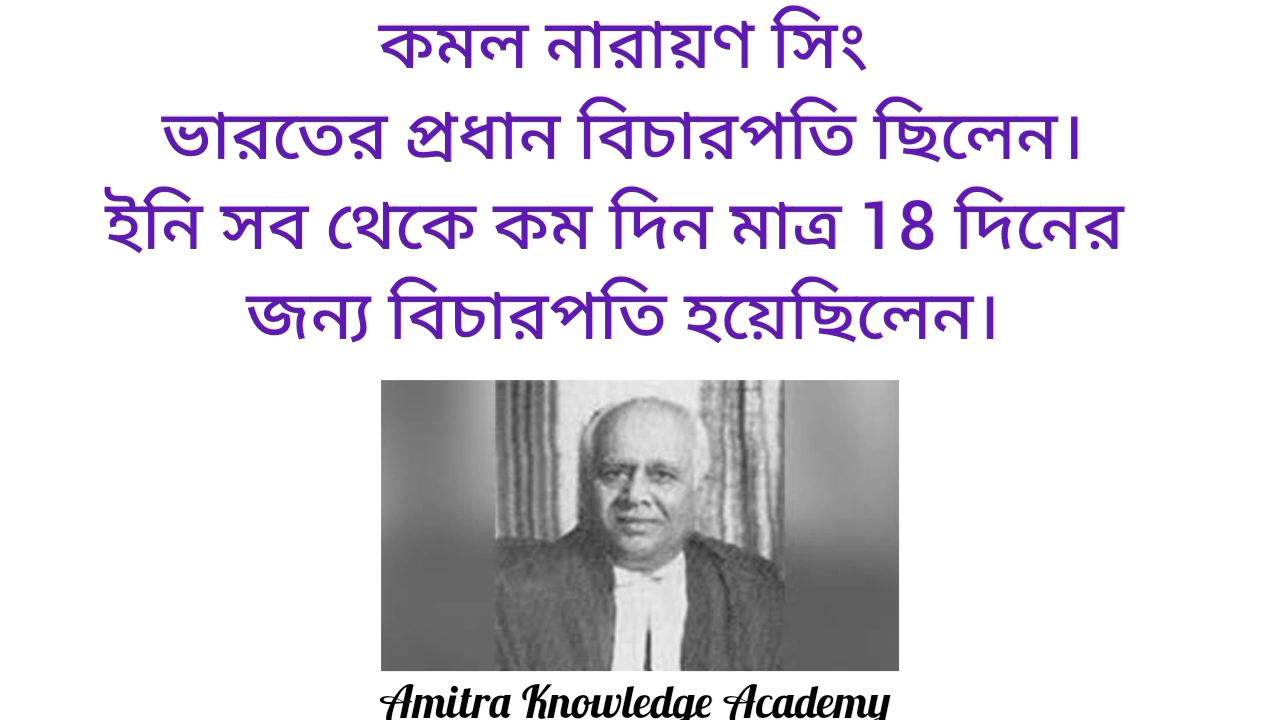 কমল নারায়ণ সিং
ভারতের প্রধান বিচারপতি ছিলেন।
ইনি সব থেকে কম দিন মাত্র 18 দিনের
জন্য বিচারপতি হয়েছিলেন।
Amitra Knowledge Academy